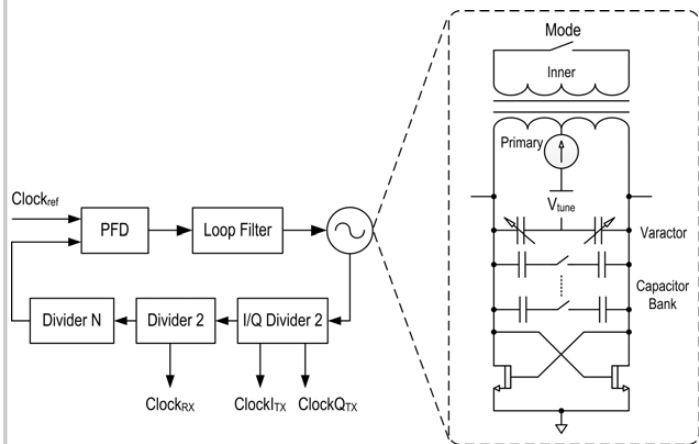 Mode
Inner
Primary
V_tune
Varactor
Capacitor
Bank
Clock_ref
PFD
Loop Filter
Divider N
Divider 2
I/Q Divider 2
Clock_RX
ClockI_TX
ClockQ_TX